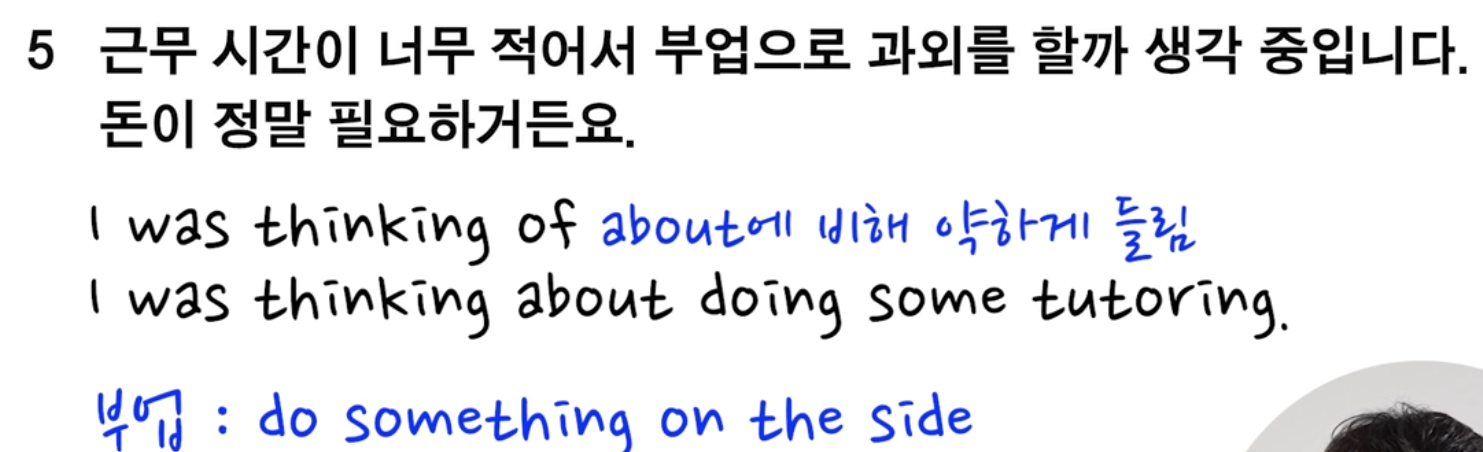 5 근무 시간이 너무 적어서 부업으로 과외를 할까 생각 중입니다.
돈이 정말 필요하거든요.
I was thinking of about에 비해 약하게 들림
I was thinking about doing some tutoring.
부업 : do something on the side